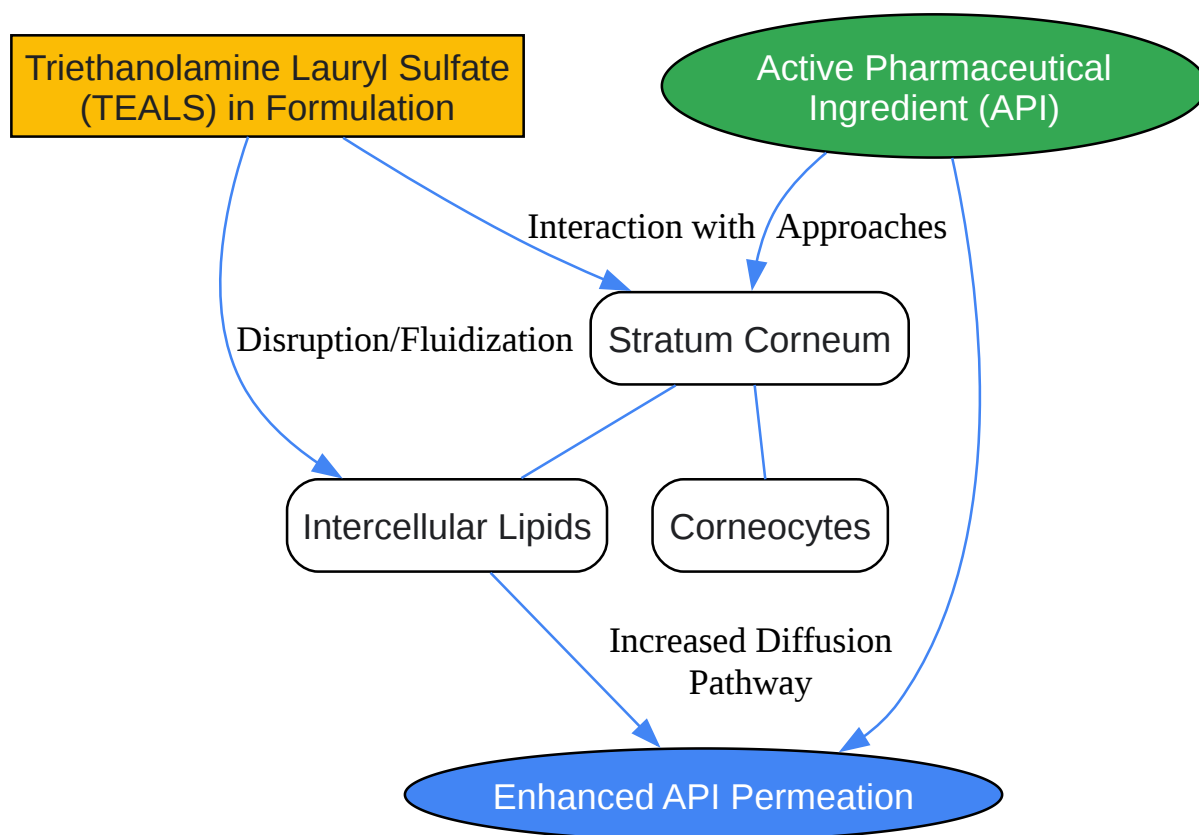 Triethanolamine Lauryl Sulfate
(TEALS) in Formulation
Active Pharmaceutical
Ingredient (API)
Interaction with
Approaches
Disruption/Fluidization
Stratum Corneum
Intercellular Lipids
Corneocytes
Increased Diffusion
Pathway
Enhanced API Permeation